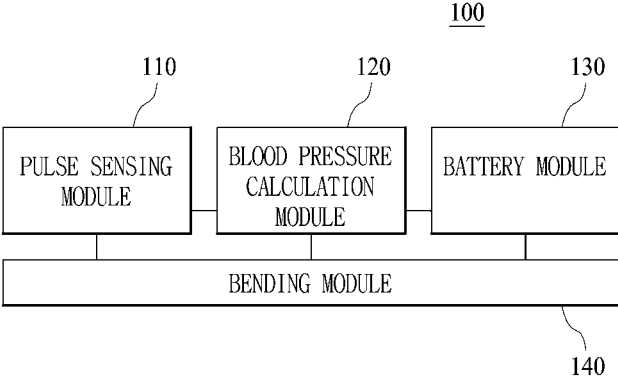 100
110
120
130
PULSE SENSING
MODULE
BLOOD PRESSURE
CALCULATION
MODULE
BATTERY MODULE
BENDING MODULE
140